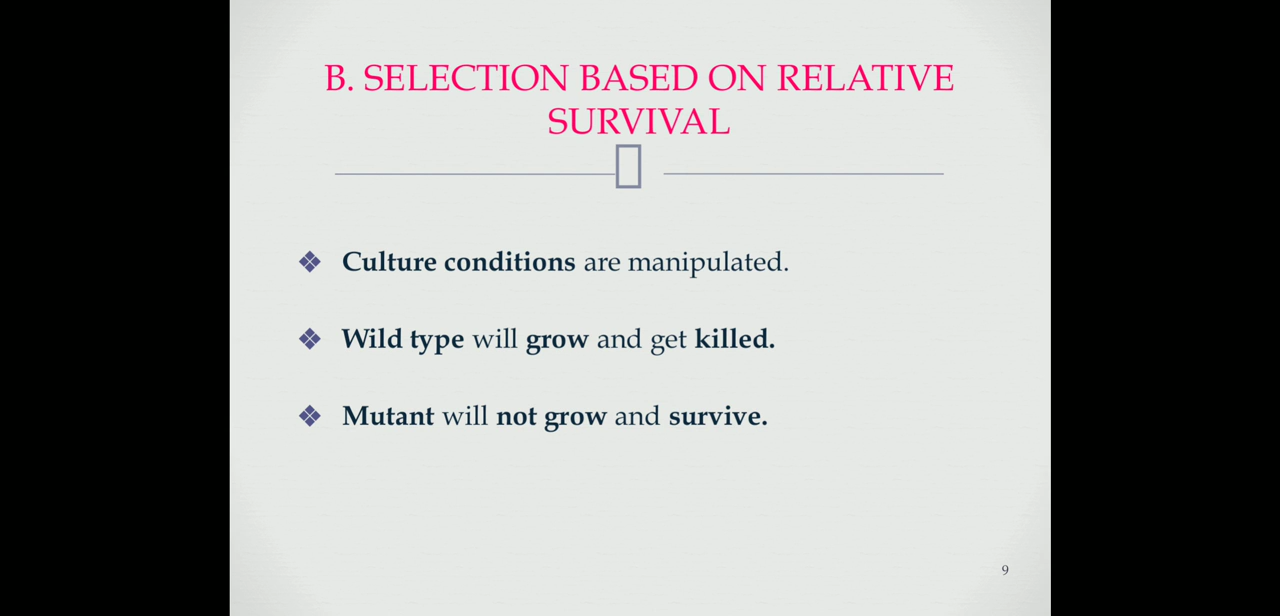 B. SELECTION BASED ON RELATIVE
SURVIVAL
❖ Culture conditions are manipulated.
❖ Wild type will grow and get killed.
❖ Mutant will not grow and survive.
9